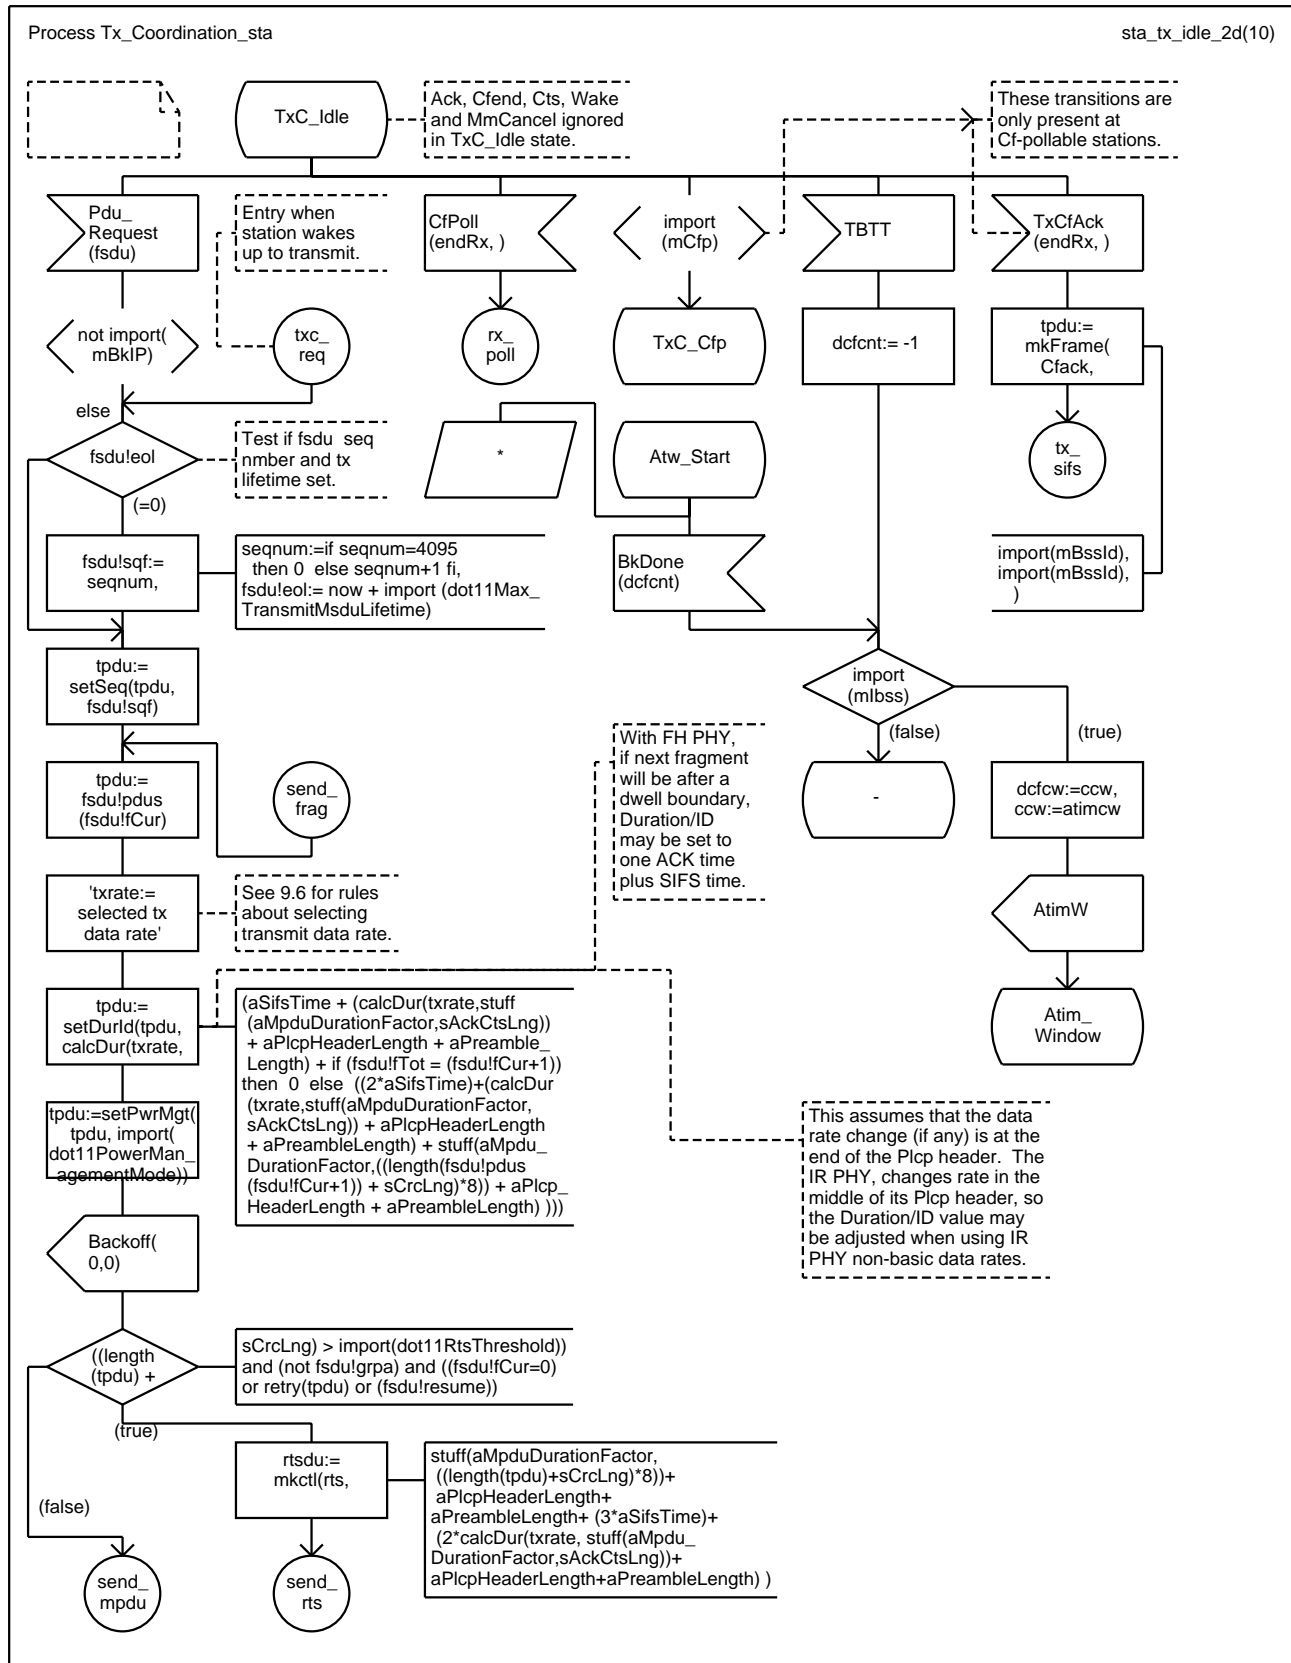 Process Tx_Coordination_sta
sta_tx_idle_2d(10)
TxC_Idle
Ack, Cfend, Cts, Wake
and MmCancel ignored
in TxC_Idle state.
These transitions are
only present at
Cf-pollable stations.
Pdu_
Request
(fsdu)
Entry when
station wakes
up to transmit.
CfPoll
(endRx, )
import
(mCfp)
TBTT
TxCfAck
(endRx, )
not import(
mBkIP)
txc_
req
rx_
poll
TxC_Cfp
dcfcnt:= -1
tpdu:=
mkFrame(
Cfack,
else
fsdu!eol
(=0)
Test if fsdu  seq
nmber and tx
lifetime set.
*
Atw_Start
tx_
sifs
fsdu!sqf:=
seqnum,
seqnum:=if seqnum=4095
then 0  else seqnum+1 fi,
fsdu!eol:= now + import (dot11Max_
TransmitMsduLifetime)
BkDone
(dcfcnt)
import(mBssId),
import(mBssId),
)
tpdu:=
setSeq(tpdu,
fsdu!sqf)
import
(mIbss)
(false)
(true)
tpdu:=
fsdu!pdus
(fsdu!fCur)
send_
frag
With FH PHY,
if next fragment
will be after a
dwell boundary,
Duration/ID
may be set to
one ACK time
plus SIFS time.
-
dcfcw:=ccw,
ccw:=atimcw
'txrate:=
selected tx
data rate'
See 9.6 for rules
about selecting
transmit data rate.
AtimW
tpdu:=
setDurId(tpdu,
calcDur(txrate,
(aSifsTime + (calcDur(txrate,stuff
(aMpduDurationFactor,sAckCtsLng))
+ aPlcpHeaderLength + aPreamble_
Length) + if (fsdu!fTot = (fsdu!fCur+1))
then  0  else  ((2*aSifsTime)+(calcDur
(txrate,stuff(aMpduDurationFactor,
sAckCtsLng)) + aPlcpHeaderLength
+ aPreambleLength) + stuff(aMpdu_
DurationFactor,((length(fsdu!pdus
(fsdu!fCur+1)) + sCrcLng)*8)) + aPlcp_
HeaderLength + aPreambleLength) )))
Atim_
Window
tpdu:=setPwrMgt(
tpdu, import(
dot11PowerMan_
agementMode))
This assumes that the data
rate change (if any) is at the
end of the Plcp header.  The
IR PHY, changes rate in the
middle of its Plcp header, so
the Duration/ID value may
be adjusted when using IR
PHY non-basic data rates.
Backoff(
0,0)
((length
(tpdu) +
sCrcLng) > import(dot11RtsThreshold))
and (not fsdu!grpa) and ((fsdu!fCur=0)
or retry(tpdu) or (fsdu!resume))
(true)
(false)
rtsdu:=
mkctl(rts,
stuff(aMpduDurationFactor,
((length(tpdu)+sCrcLng)*8))+
aPlcpHeaderLength+
aPreambleLength+ (3*aSifsTime)+
(2*calcDur(txrate, stuff(aMpdu_
DurationFactor,sAckCtsLng))+
aPlcpHeaderLength+aPreambleLength) )
send_
mpdu
send_
rts